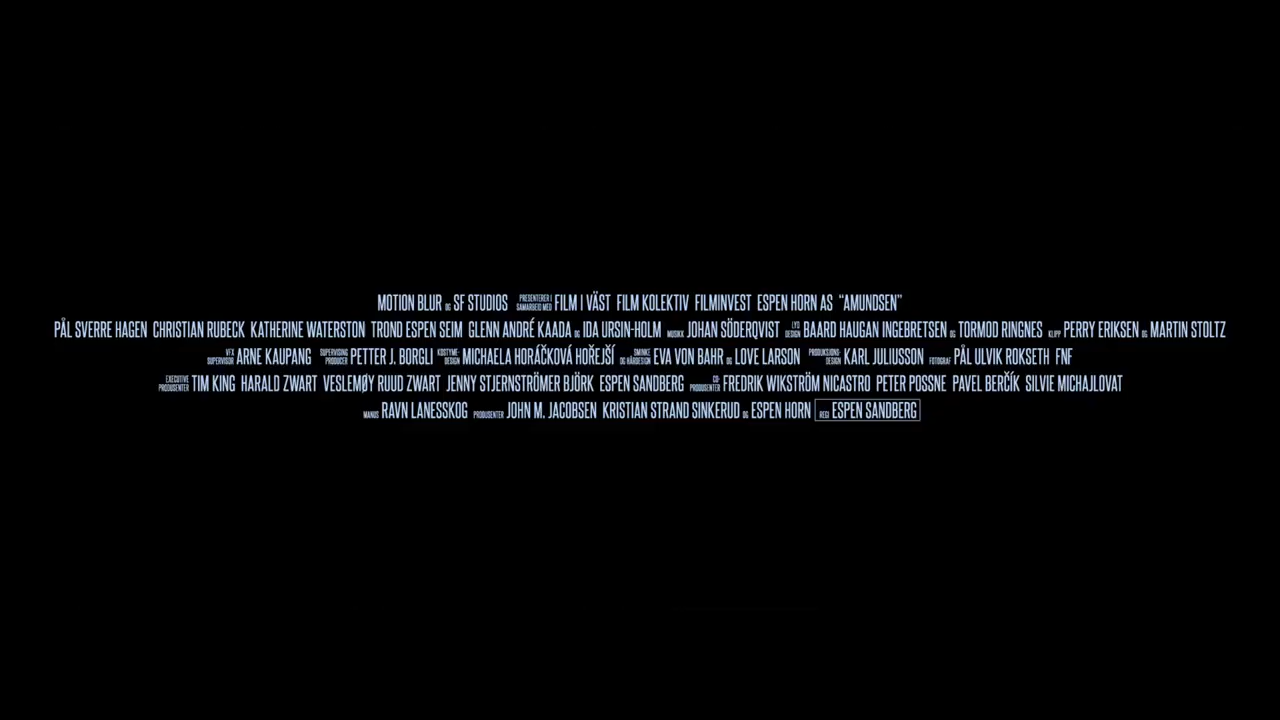 MOTION BLUR OG SF STUDIOS PRESENTERER I SAMARBEID MED FILM I VÄST FILM KOLEKTIV FILMINVEST ESPEN HORN AS “AMUNDSEN”
PÅL SVERRE HAGEN CHRISTIAN RUBECK KATHERINE WATERSTON TROND ESPEN SEIM GLENN ANDRÉ KAADA OG IDA URSIN-HOLM MUSIKK JOHAN SÖDERQVIST LYD DESIGN BAARD HAUGAN INGEBRETSEN OG TORMOD RINGNES KLIPP PERRY ERIKSEN OG MARTIN STOLTZ
VFX SUPERVISOR ARNE KAUPANG SUPERVISING PRODUCER PETTER J. BORGLI KOSTYME-DESIGN MICHAELA HORÁČKOVÁ HOŘEJŠÍ SMINKE OG HÅRDESIGN EVA VON BAHR OG LOVE LARSON PRODUKSJONS-DESIGN KARL JULIUSSON FOTOGRAF PÅL ULVIK ROKSETH FNF
EXECUTIVE PRODUSENTER TIM KING HARALD ZWART VESLEMØY RUUD ZWART JENNY STJERNSTRÖMER BJÖRK ESPEN SANDBERG CO-PRODUSENTER FREDRIK WIKSTRÖM NICASTRO PETER POSSNE PAVEL BERČÍK SILVIE MICHAJLOVAT
MANUS RAVN LANESSKOG PRODUSENTER JOHN M. JACOBSEN KRISTIAN STRAND SINKERUD OG ESPEN HORN REGI ESPEN SANDBERG